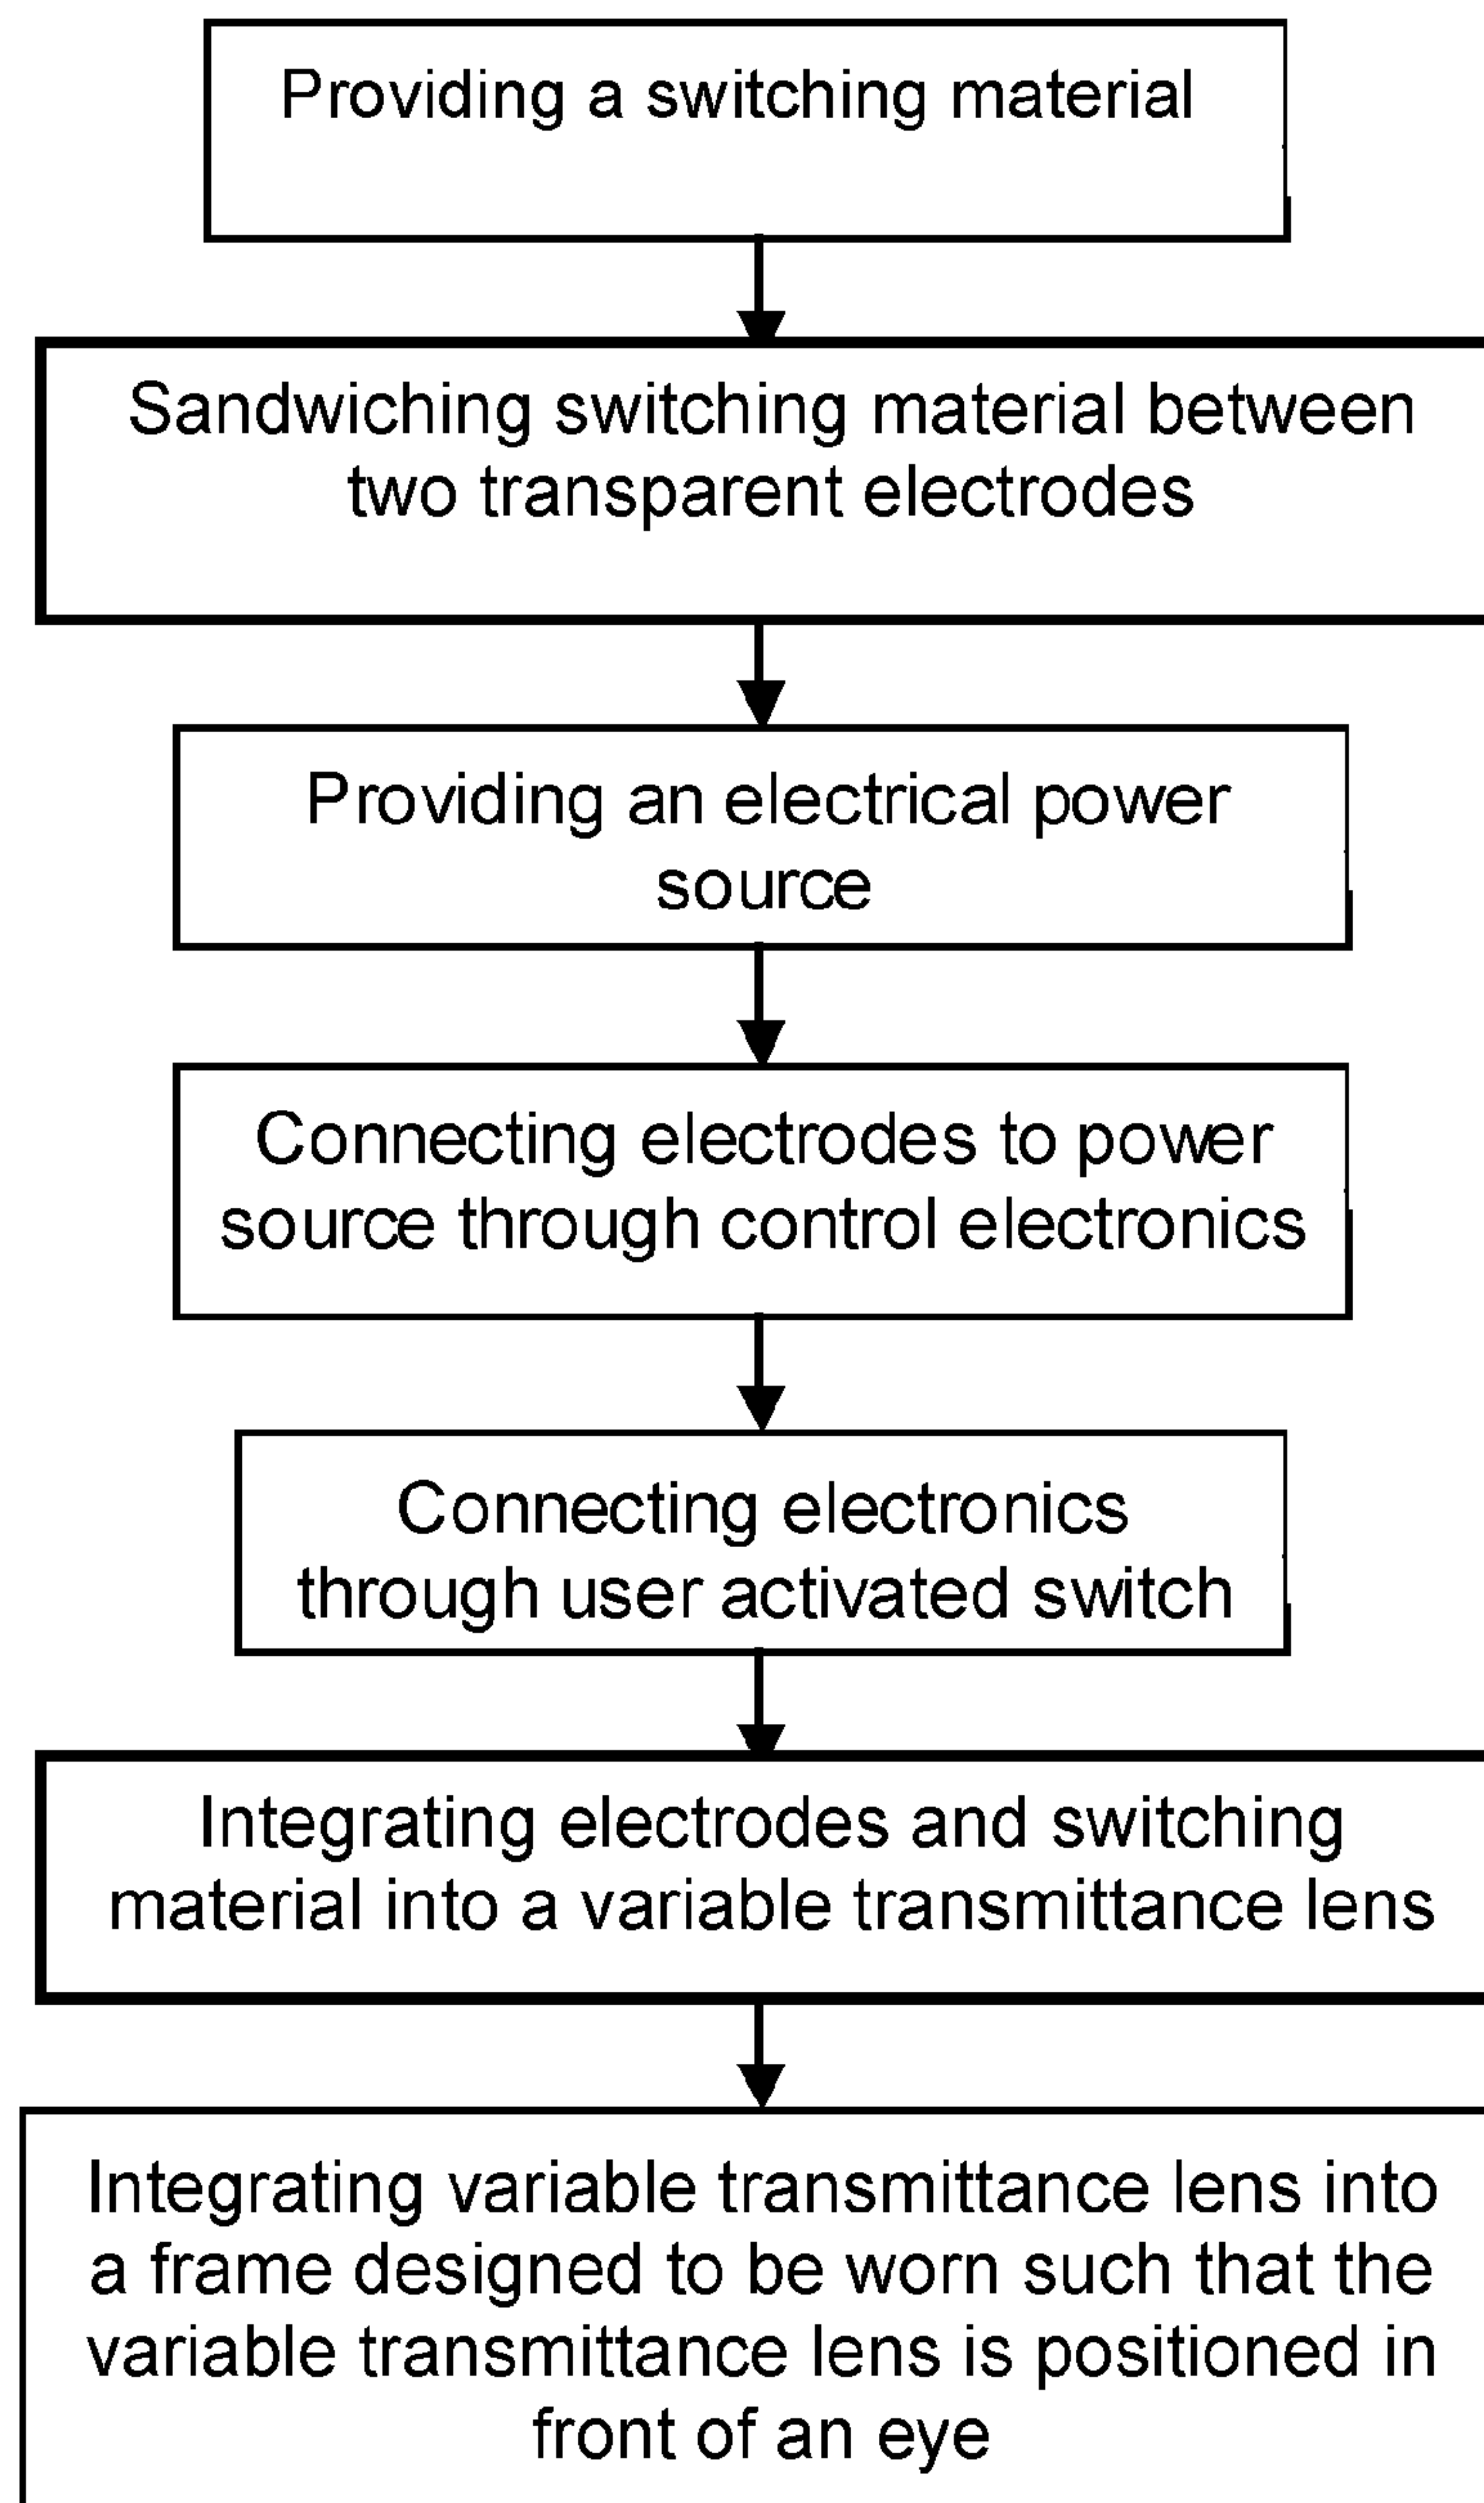 Providing a switching material
Sandwiching switching material between
two transparent electrodes
Providing an electrical power
source
Connecting electrodes to power
source through control electronics
Connecting electronics
through user activated switch
Integrating electrodes and switching
material into a variable transmittance lens
Integrating variable transmittance lens into
a frame designed to be worn such that the
variable transmittance lens is positioned in
front of an eye